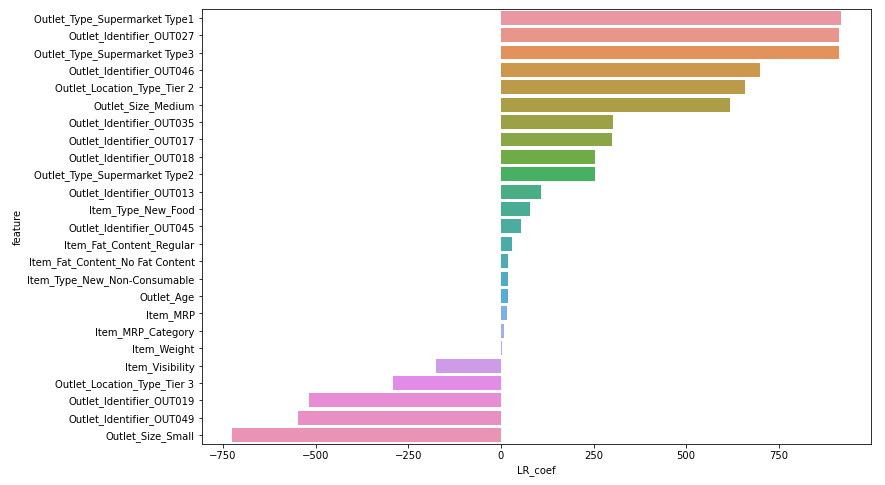 Outlet_Type_Supermarket Type1
Outlet_Identifier_OUT027
Outlet_Type_Supermarket Type3
Outlet_Identifier_OUT046
Outlet_Location_Type_Tier 2
Outlet_Size_Medium
Outlet_Identifier_OUT035
Outlet_Identifier_OUT017
Outlet_Identifier_OUT018
Outlet_Type_Supermarket Type2
Outlet_Identifier_OUT013
Item_Type_New_Food
Outlet_Identifier_OUT045
Item_Fat_Content_Regular
Item_Fat_Content_No Fat Content
Item_Type_New_Non-Consumable
Outlet_Age
Item_MRP
Item_MRP_Category
Item_Weight
Item_Visibility
Outlet_Location_Type_Tier 3
Outlet_Identifier_OUT019
Outlet_Identifier_OUT049
Outlet_Size_Small
feature
−750 −500 −250 0 250 500 750
LR_coef